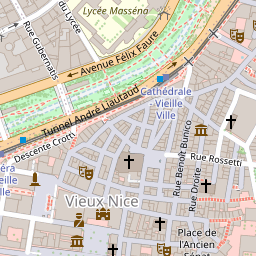 Lycée Masséna
du Lycée
Rue Gubernatis
Avenue Félix Faure
Tunnel André Liautaud
Cathédrale
Vieille
Ville
Descente Crotti
Rue Rossetti
Rue Benoît Bunico
Rue Droite
Vieux Nice
Place de
l'Ancien
Sénat